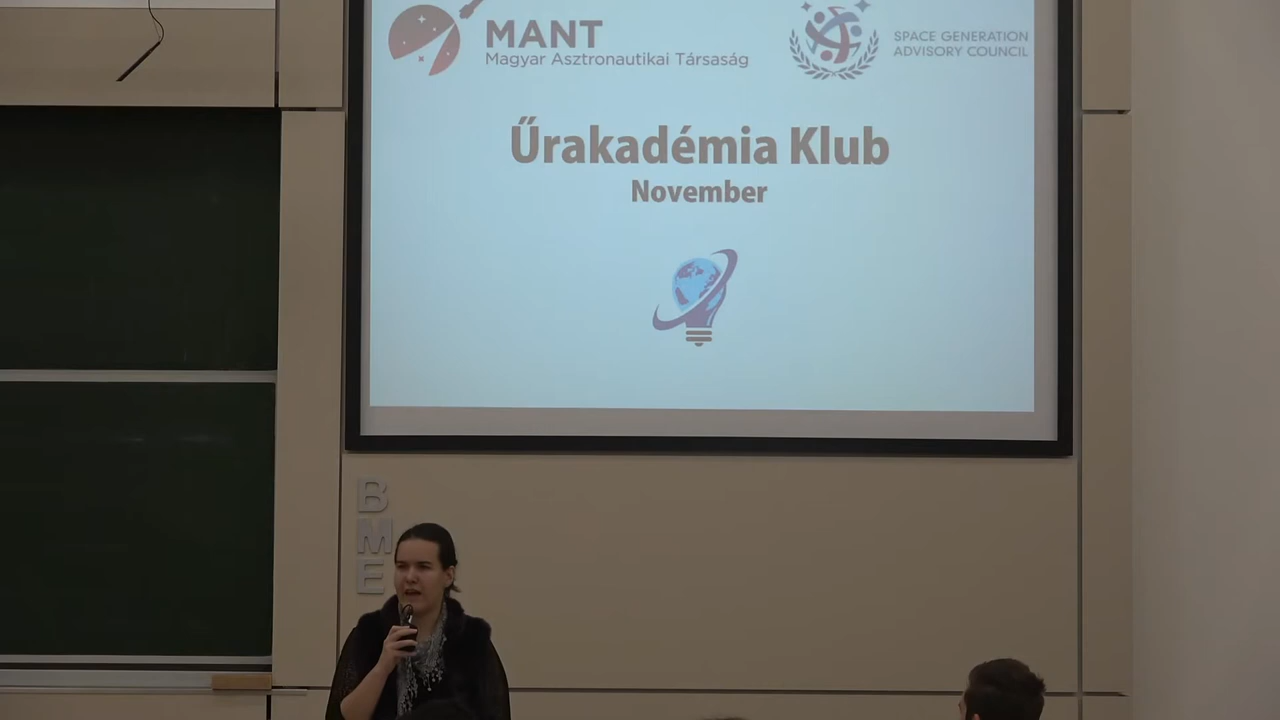 MANT
Magyar Asztronautikai Társaság
SPACE GENERATION
ADVISORY COUNCIL
Űrakadémia Klub
November
BME